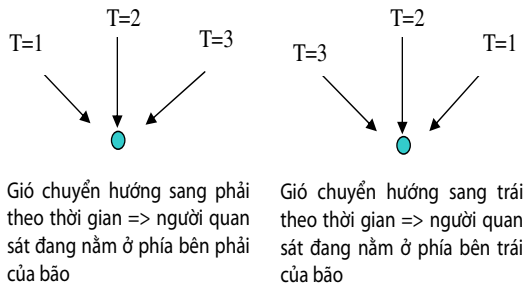 T=2
T=1
T=3
T=2
T=3
T=1
Gió chuyển hướng sang phải
theo thời gian => người quan
sát đang nằm ở phía bên phải
của bão
Gió chuyển hướng sang trái
theo thời gian => người quan
sát đang nằm ở phía bên trái
của bão